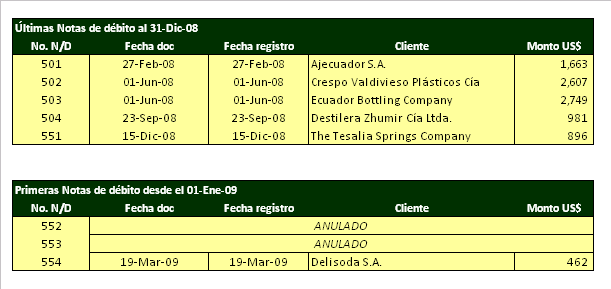 Últimas Notas de débito al 31-Dic-08
No. N/D Fecha doc Fecha registro Cliente Monto US$
501 27-Feb-08 27-Feb-08 Ajecuador S.A. 1,663
502 01-Jun-08 01-Jun-08 Crespo Valdivieso Plásticos Cía 2,607
503 01-Jun-08 01-Jun-08 Ecuador Bottling Company 2,749
504 23-Sep-08 23-Sep-08 Destilera Zhumir Cía Ltda. 981
551 15-Dic-08 15-Dic-08 The Tesalia Springs Company 896
Primeras Notas de débito desde el 01-Ene-09
No. N/D Fecha doc Fecha registro Cliente Monto US$
552 ANULADO
553 ANULADO
554 19-Mar-09 19-Mar-09 Delisoda S.A. 462